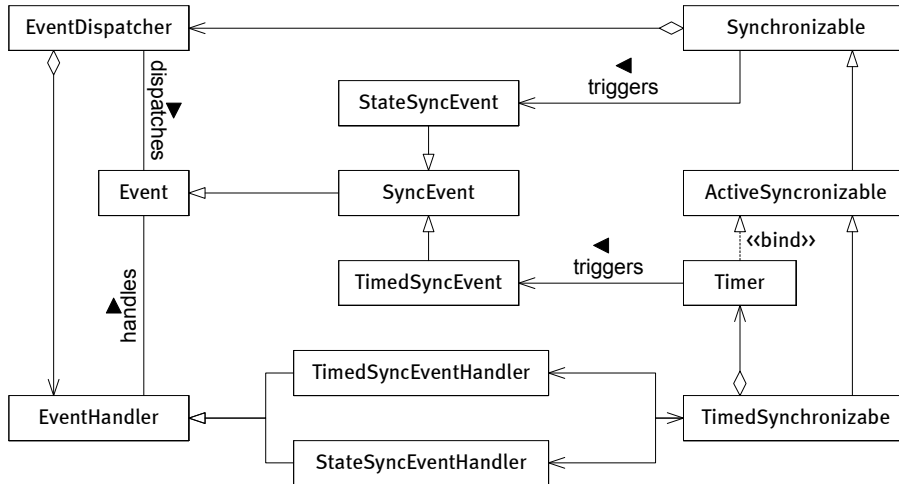 EventDispatcher
Synchronizable
dispatches
StateSyncEvent
triggers
Event
SyncEvent
ActiveSyncronizable
<<bind>>
TimedSyncEvent
triggers
Timer
handles
TimedSyncEventHandler
EventHandler
TimedSynchronizabe
StateSyncEventHandler